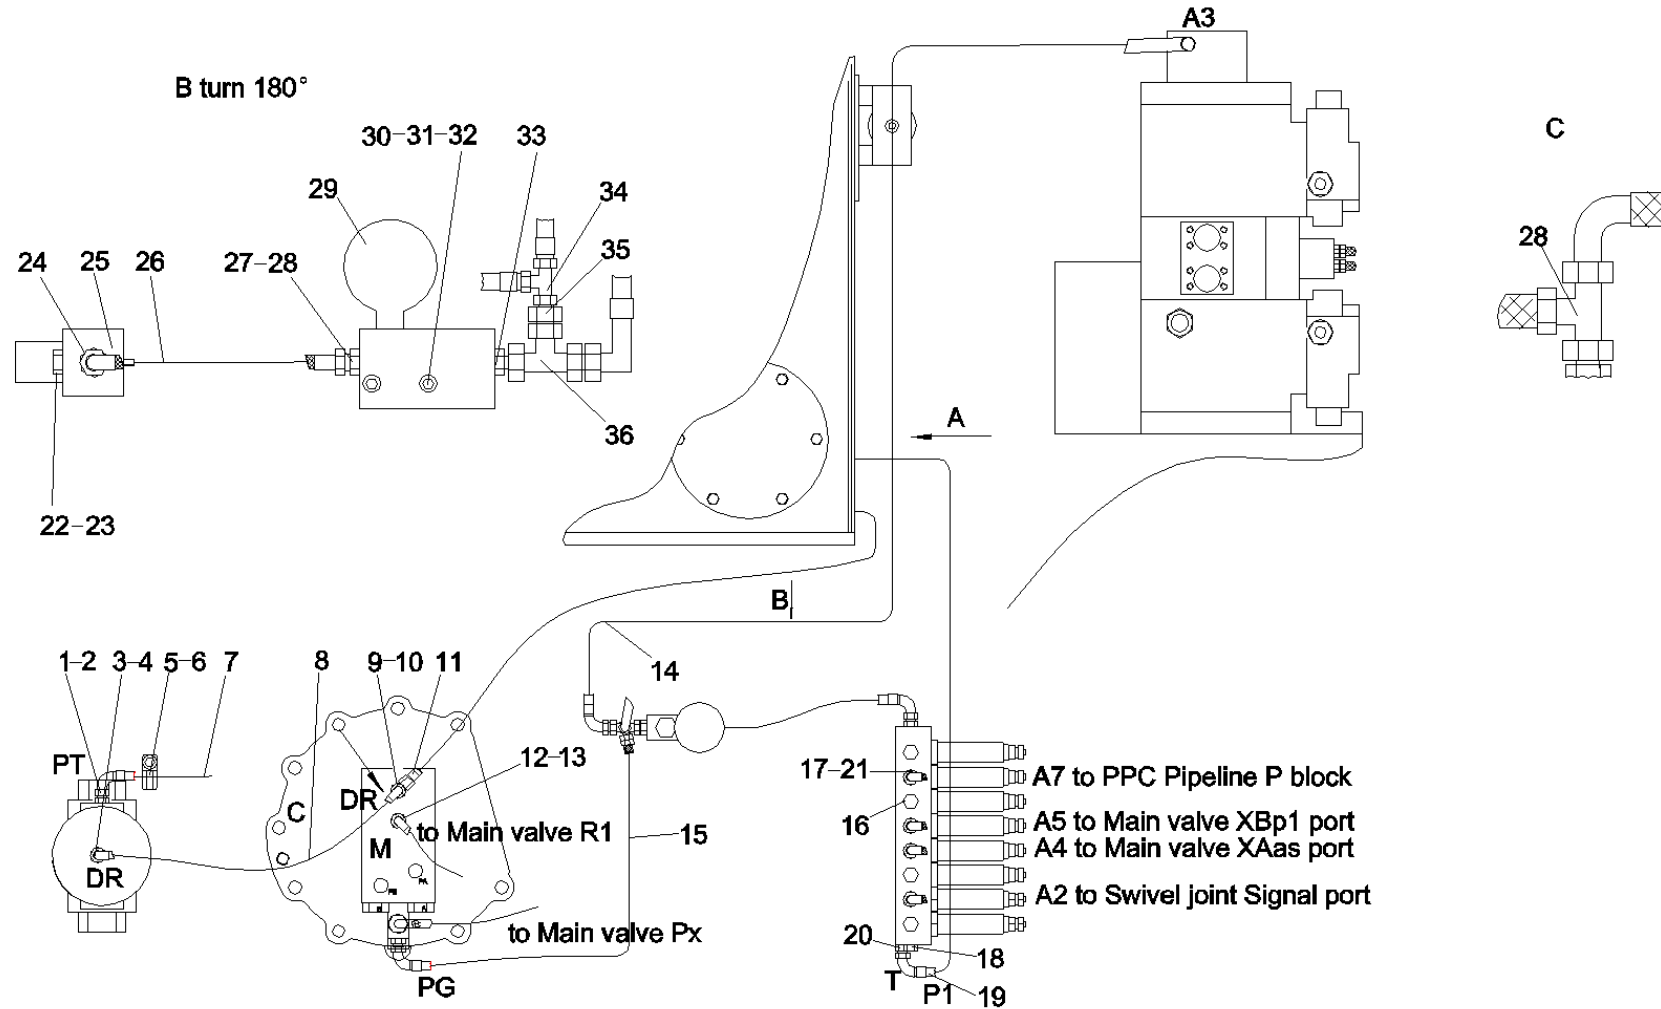 A3
B turn 180°
C
30-31-32
33
29
34
28
35
24
25
26
27-28
A
36
22-23
B
1-2
3-4
5-6
7
8
9-10
11
14
PT
12-13
17-21
A7 to PPC Pipeline P block
DR
C
to Main valve R1
15
16
A5 to Main valve XBp1 port
M
A4 to Main valve XAas port
DR
A2 to Swivel joint Signal port
to Main valve Px
20
18
T
PG
P1
19